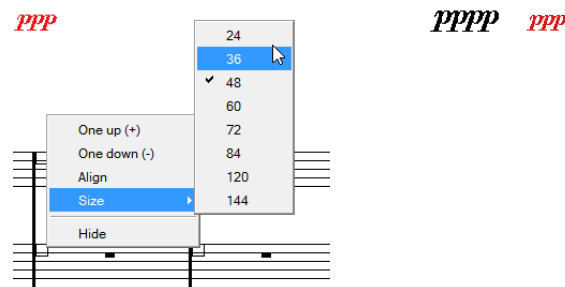 ppp
pppp ppp
24
36
48
60
72
84
120
144
One up (+)
One down (-)
Align
Size
Hide